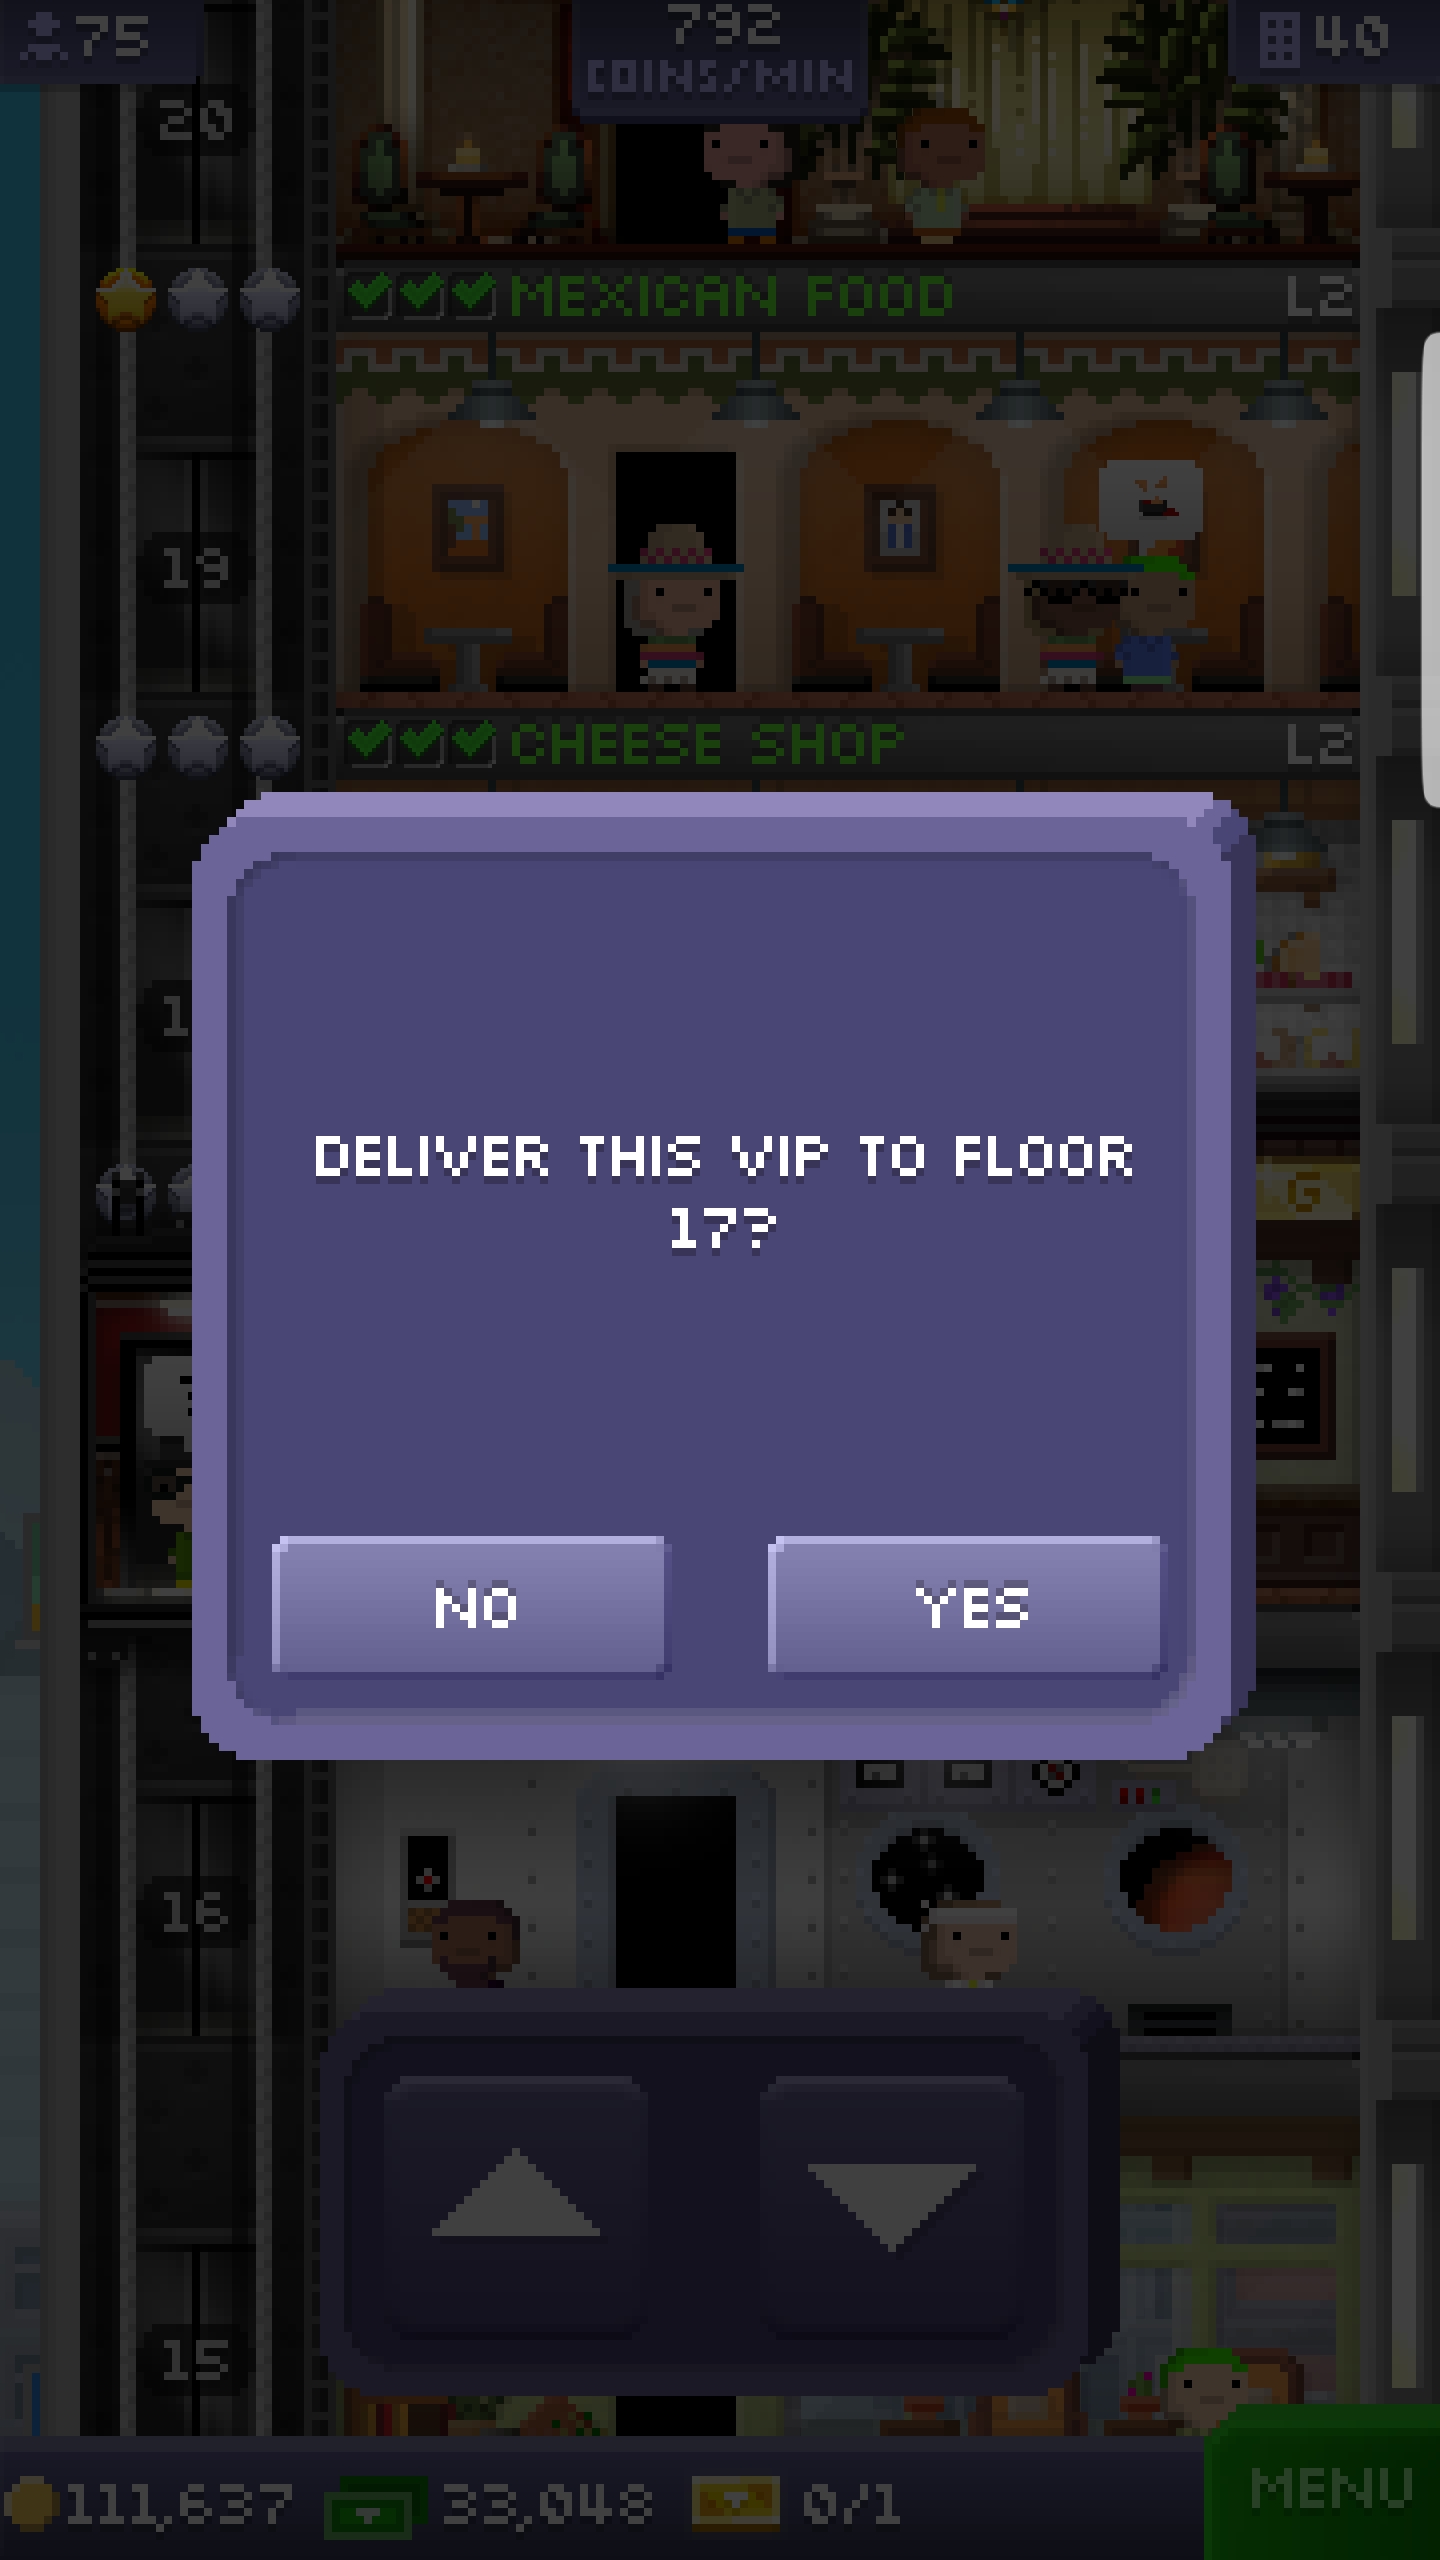 75
792
COINS/MIN
40
20
MEXICAN FOOD
L2
19
CHEESE SHOP
L2
1
DELIVER THIS VIP TO FLOOR
17?
G
NO
YES
16
15
111,637
33,048
0/1
MENU